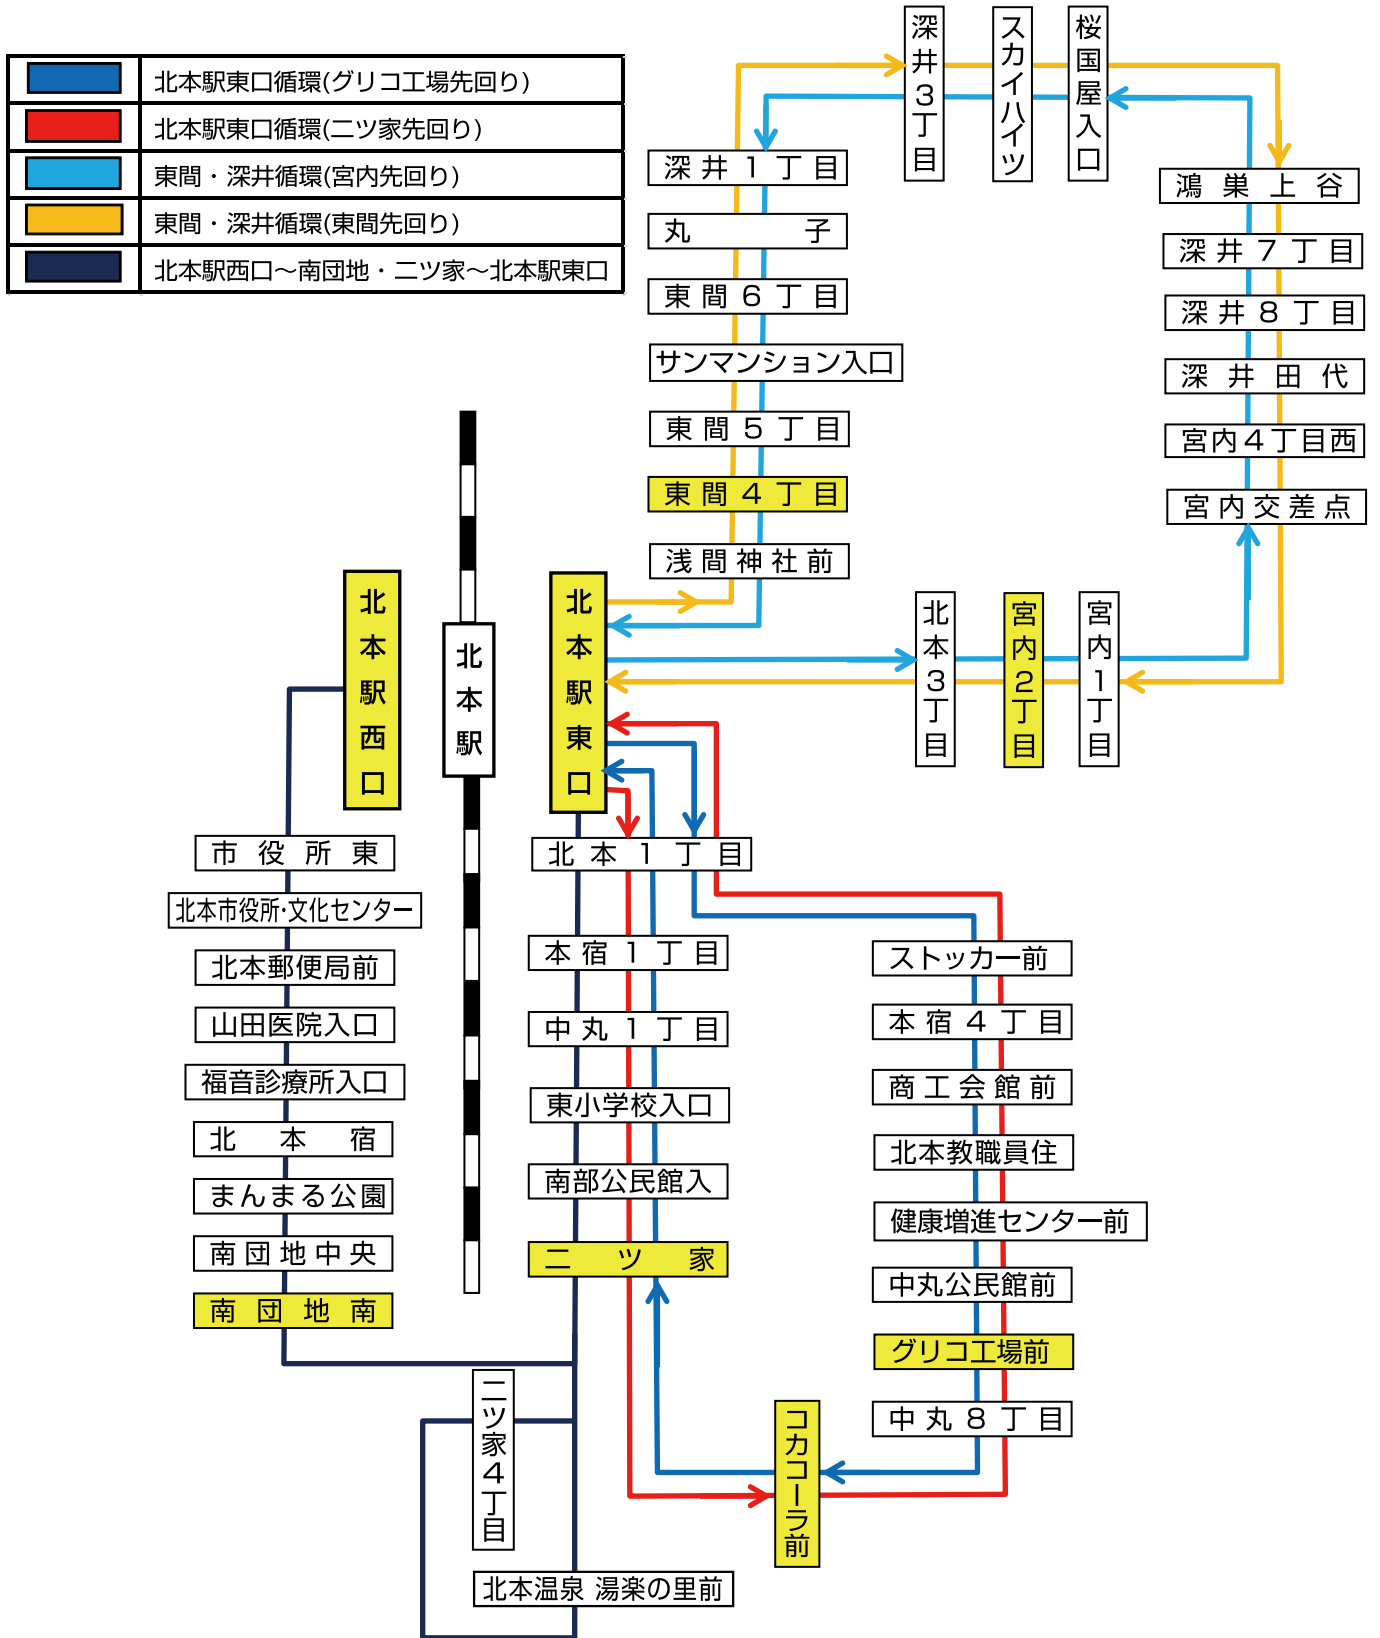 北本駅東口循環(グリコ工場先回り)
北本駅東口循環(二ツ家先回り)
東間・深井循環(宮内先回り)
東間・深井循環(東間先回り)
北本駅西口～南団地・二ツ家～北本駅東口
深井3丁目
スカイハイツ
桜国屋入口
深井1丁目
丸子
東間6丁目
サンマンション入口
東間5丁目
東間4丁目
浅間神社前
鴻巣上谷
深井7丁目
深井8丁目
深井田代
宮内4丁目西
宮内交差点
北本3丁目
宮内2丁目
宮内1丁目
北本駅西口
北本駅
北本駅東口
市役所東
北本市役所・文化センター
北本郵便局前
山田医院入口
福音診療所入口
北本宿
まんまる公園
南団地中央
南団地南
北本1丁目
本宿1丁目
中丸1丁目
東小学校入口
南部公民館入
二ツ家
ストッカー前
本宿4丁目
商工会館前
北本教職員住
健康増進センター前
中丸公民館前
グリコ工場前
中丸8丁目
コカコーラ前
二ツ家4丁目
北本温泉 湯楽の里前